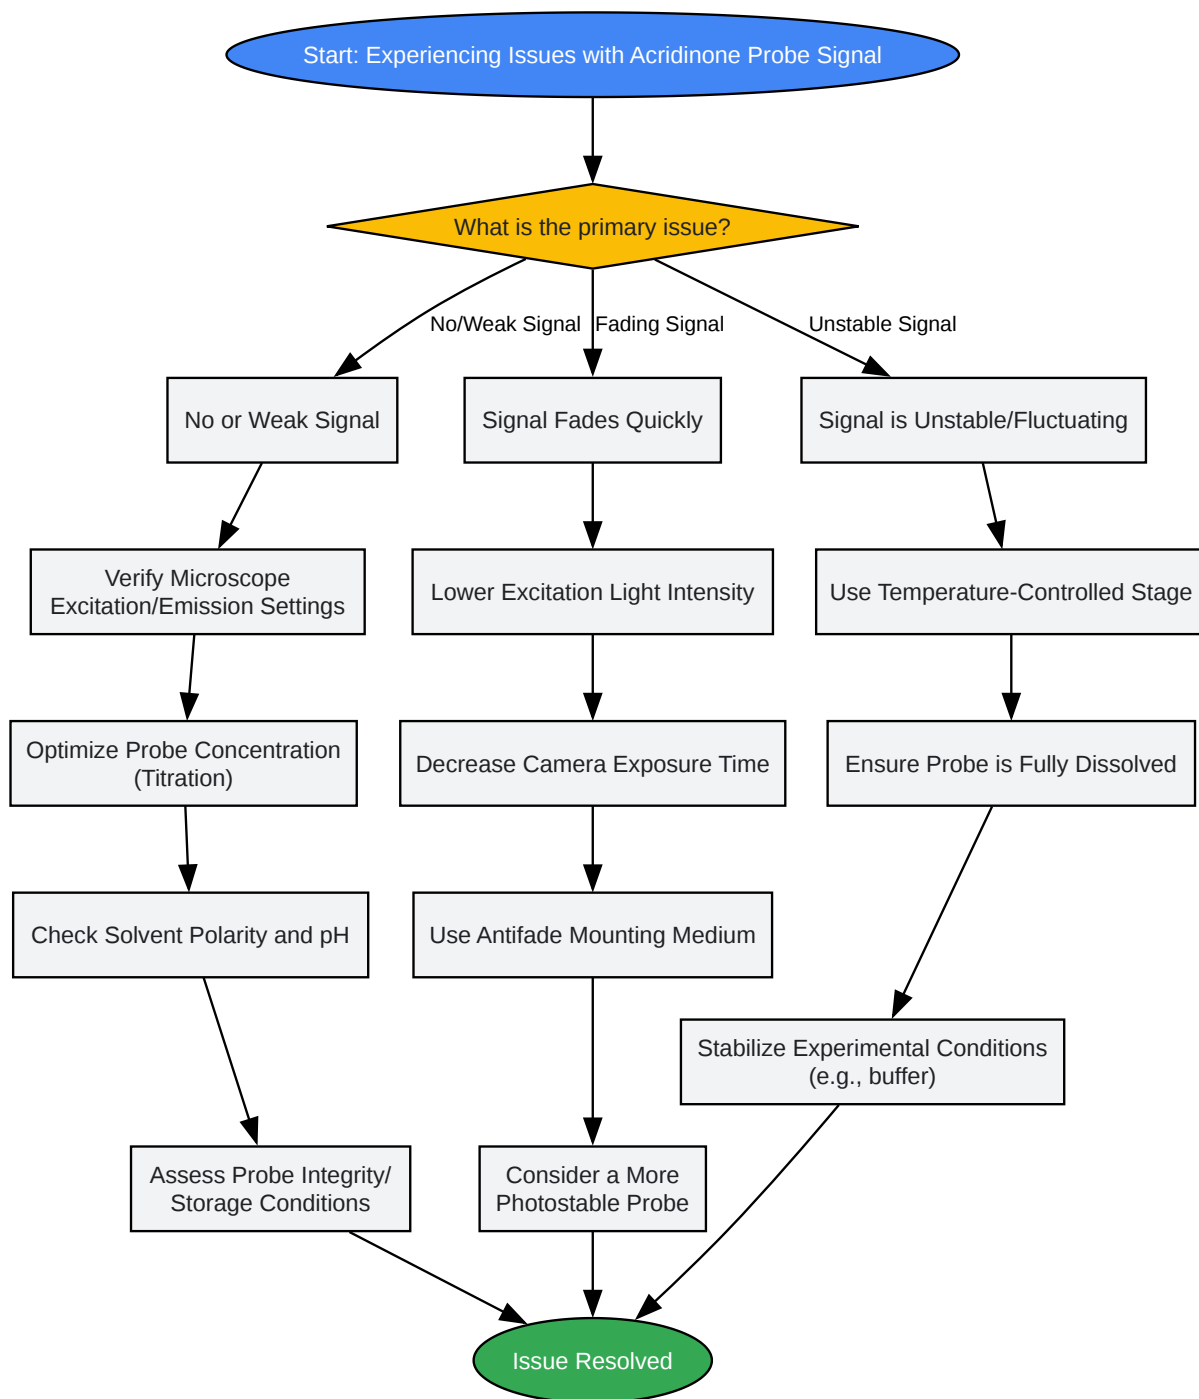 Start: Experiencing Issues with Acridinone Probe Signal
What is the primary issue?
No/Weak Signal
Fading Signal
Unstable Signal
No or Weak Signal
Signal Fades Quickly
Signal is Unstable/Fluctuating
Verify Microscope
Excitation/Emission Settings
Lower Excitation Light Intensity
Use Temperature-Controlled Stage
Optimize Probe Concentration
(Titration)
Decrease Camera Exposure Time
Ensure Probe is Fully Dissolved
Check Solvent Polarity and pH
Use Antifade Mounting Medium
Stabilize Experimental Conditions
(e.g., buffer)
Assess Probe Integrity/
Storage Conditions
Consider a More
Photostable Probe
Issue Resolved